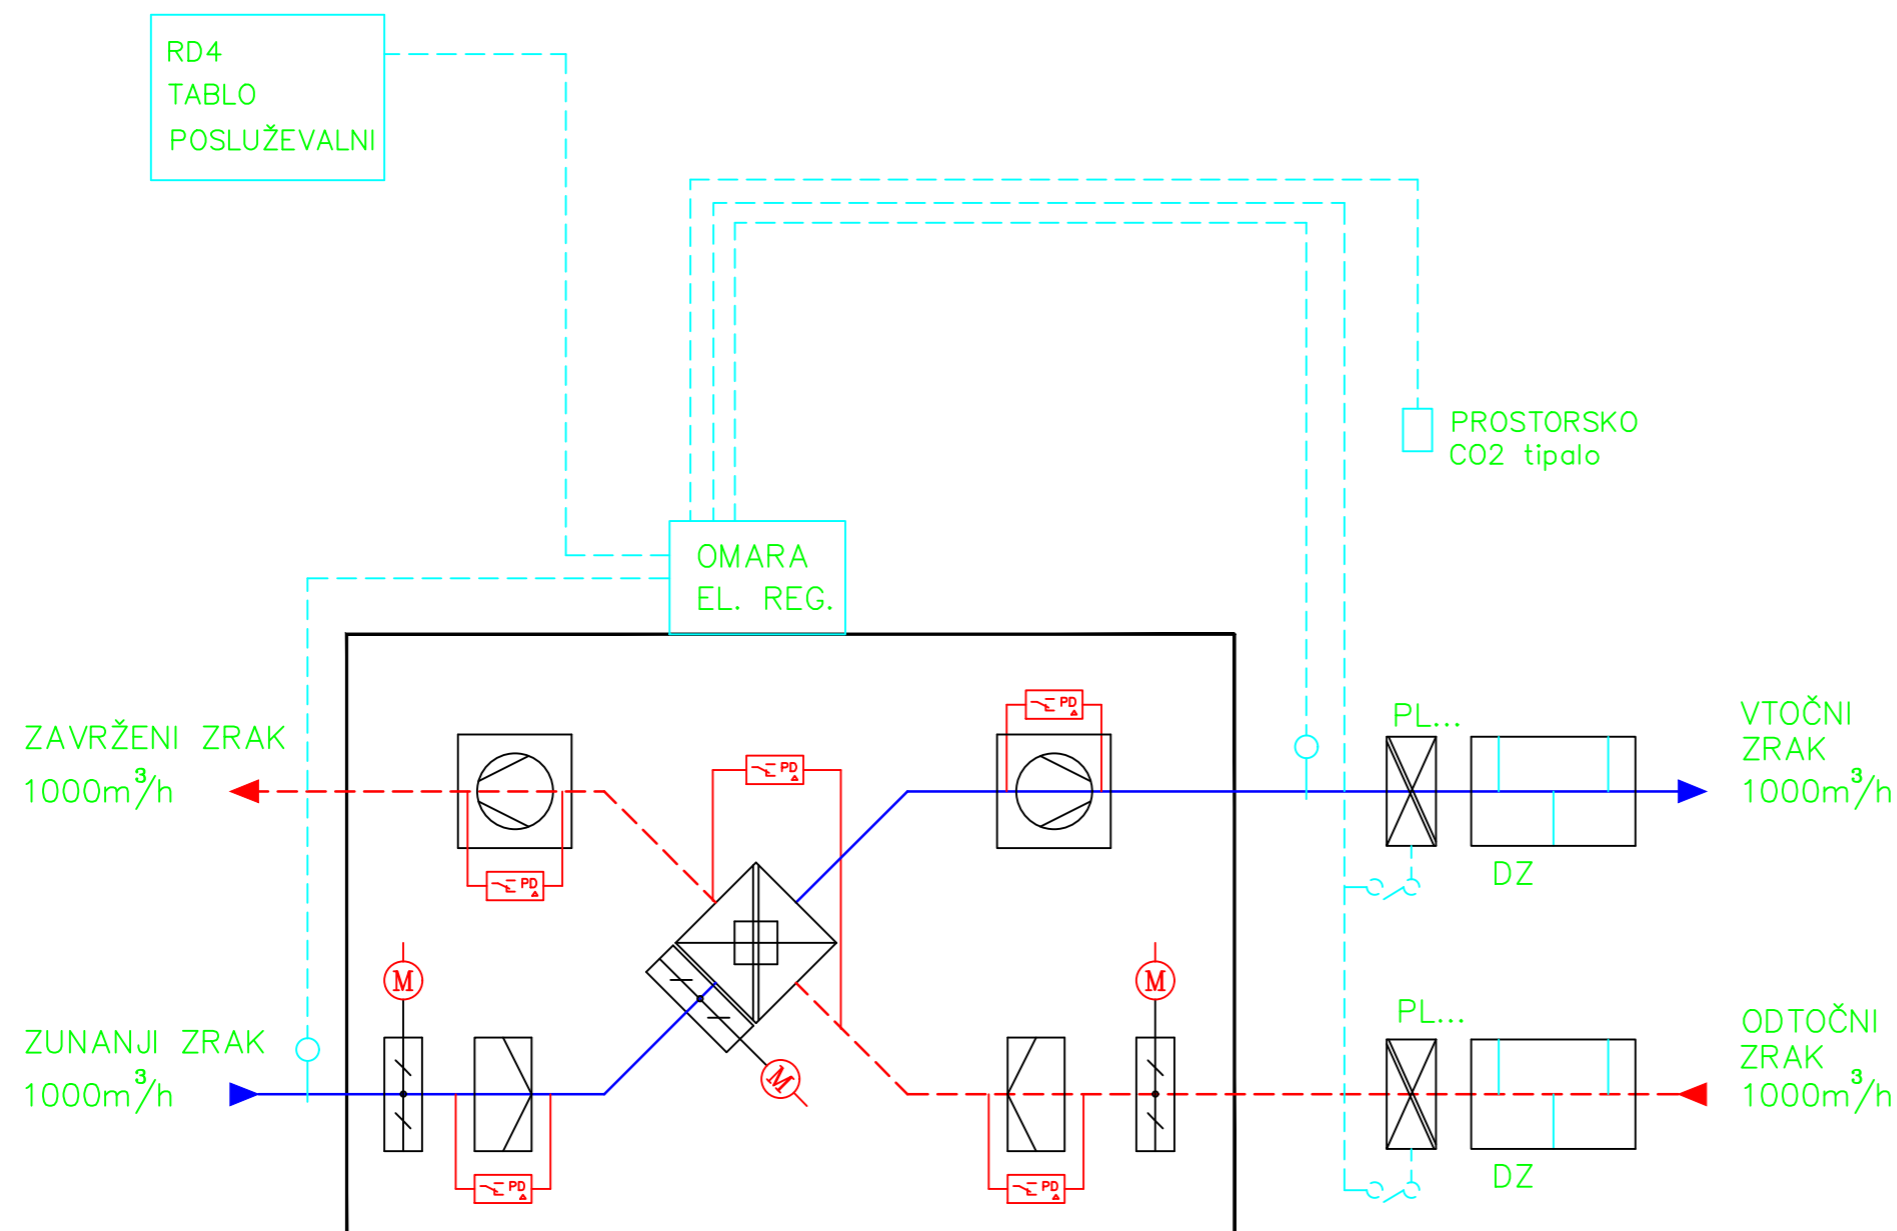 RD4
TABLO
POSLUŽEVALNI
PROSTORSKO
CO2 tipalo
OMARA
EL. REG.
PD
PL...
VTOČNI
ZRAK
1000m³/h
ZAVRŽENI ZRAK
1000m³/h
PD
PD
DZ
M
M
M
PL...
ODTOČNI
ZRAK
1000m³/h
ZUNANJI ZRAK
1000m³/h
PD
PD
DZ